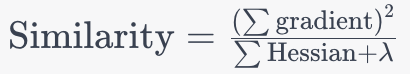 Similarity = (∑ gradient)² / ∑ Hessian+λ